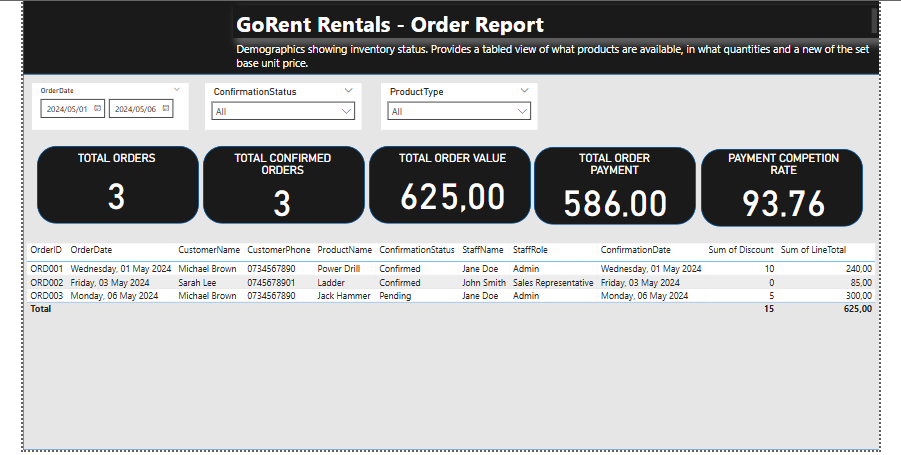 GoRent Rentals - Order Report
Demographics showing inventory status. Provides a tabled view of what products are available, in what quantities and a new of the set
base unit price.
OrderDate
2024/05/01 2024/05/06
ConfirmationStatus
All
ProductType
All
TOTAL ORDERS
3
TOTAL CONFIRMED
ORDERS
3
TOTAL ORDER VALUE
625,00
TOTAL ORDER
PAYMENT
586.00
PAYMENT COMPETION
RATE
93.76
OrderID OrderDate CustomerName CustomerPhone ProductName ConfirmationStatus StaffName StaffRole ConfirmationDate Sum of Discount Sum of LineTotal
ORD001 Wednesday, 01 May 2024 Michael Brown 0734567890 Power Drill Confirmed Jane Doe Admin Wednesday, 01 May 2024 10 240,00
ORD002 Friday, 03 May 2024 Sarah Lee 0745678901 Ladder Confirmed John Smith Sales Representative Friday, 03 May 2024 0 85,00
ORD003 Monday, 06 May 2024 Michael Brown 0734567890 Jack Hammer Pending Jane Doe Admin Monday, 06 May 2024 5 300,00
Total 15 625,00